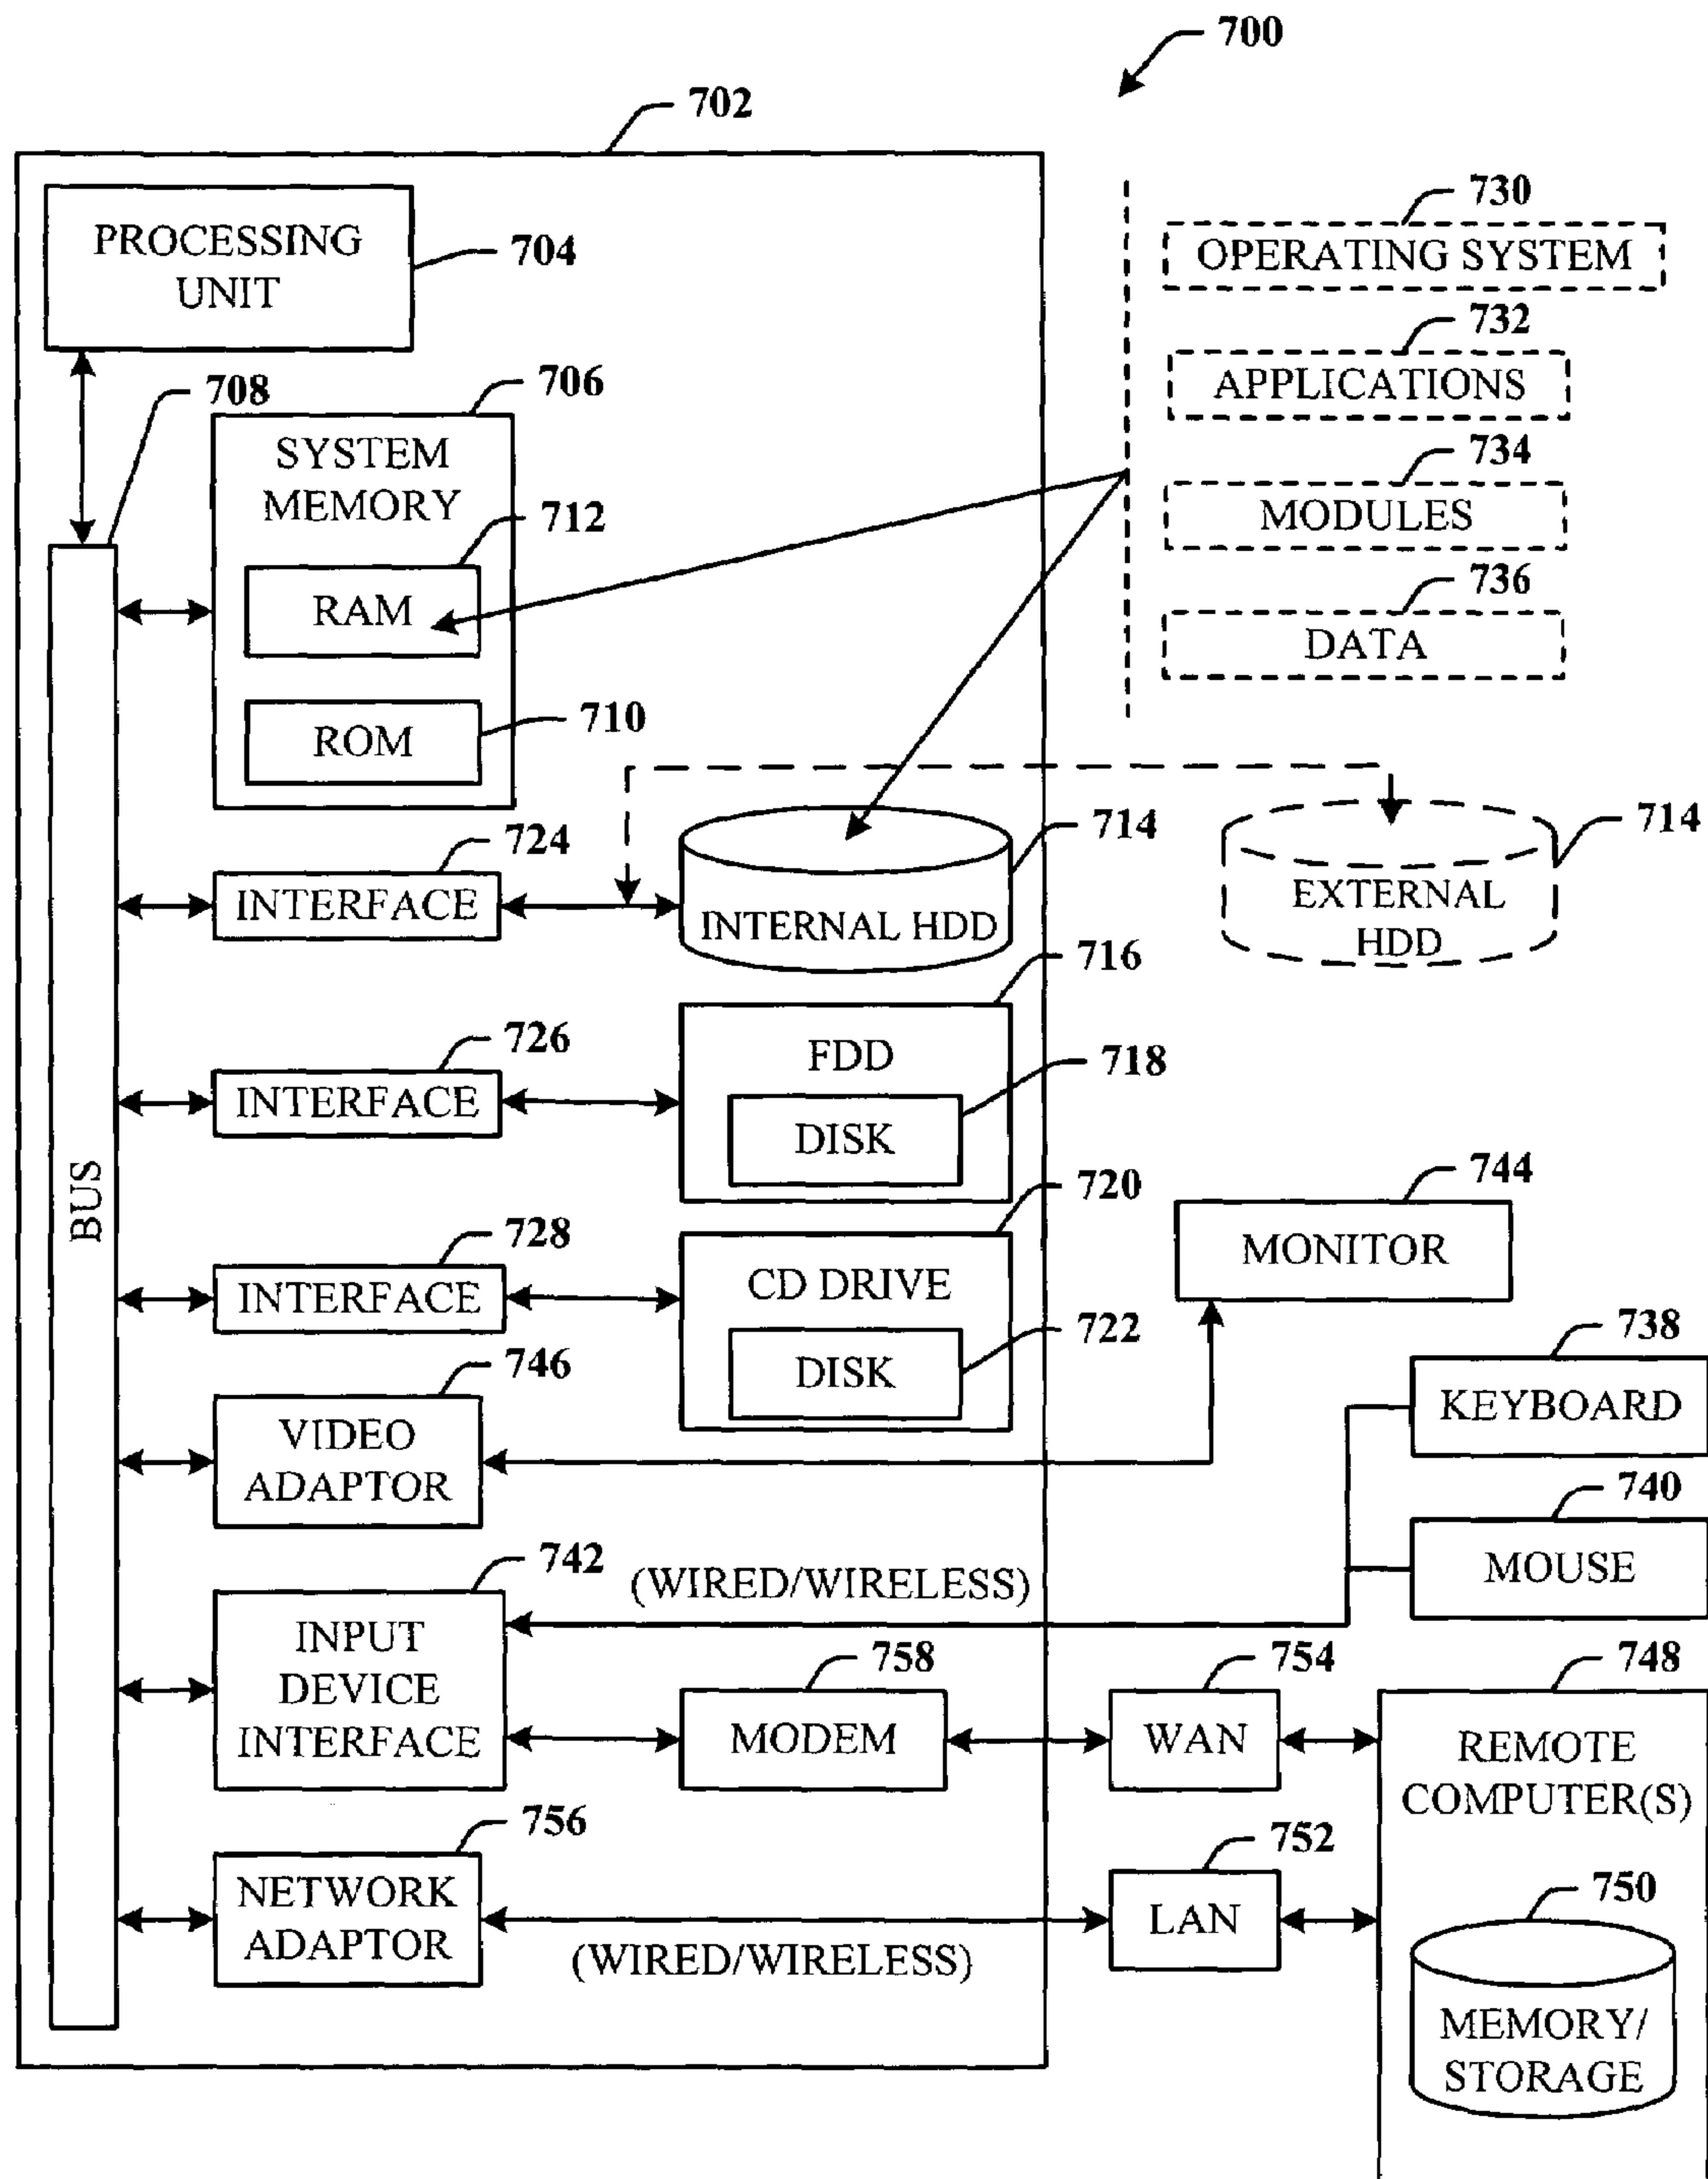 700
702
PROCESSING
UNIT
704
730
OPERATING SYSTEM
732
APPLICATIONS
734
MODULES
736
DATA
708
706
SYSTEM
MEMORY
712
RAM
710
ROM
BUS
724
INTERFACE
714
INTERNAL HDD
714
EXTERNAL
HDD
726
INTERFACE
716
FDD
718
DISK
728
INTERFACE
720
CD DRIVE
722
DISK
744
MONITOR
746
VIDEO
ADAPTOR
738
KEYBOARD
740
MOUSE
742
INPUT
DEVICE
INTERFACE
(WIRED/WIRELESS)
758
MODEM
754
WAN
748
REMOTE
COMPUTER(S)
756
NETWORK
ADAPTOR
(WIRED/WIRELESS)
752
LAN
750
MEMORY/
STORAGE